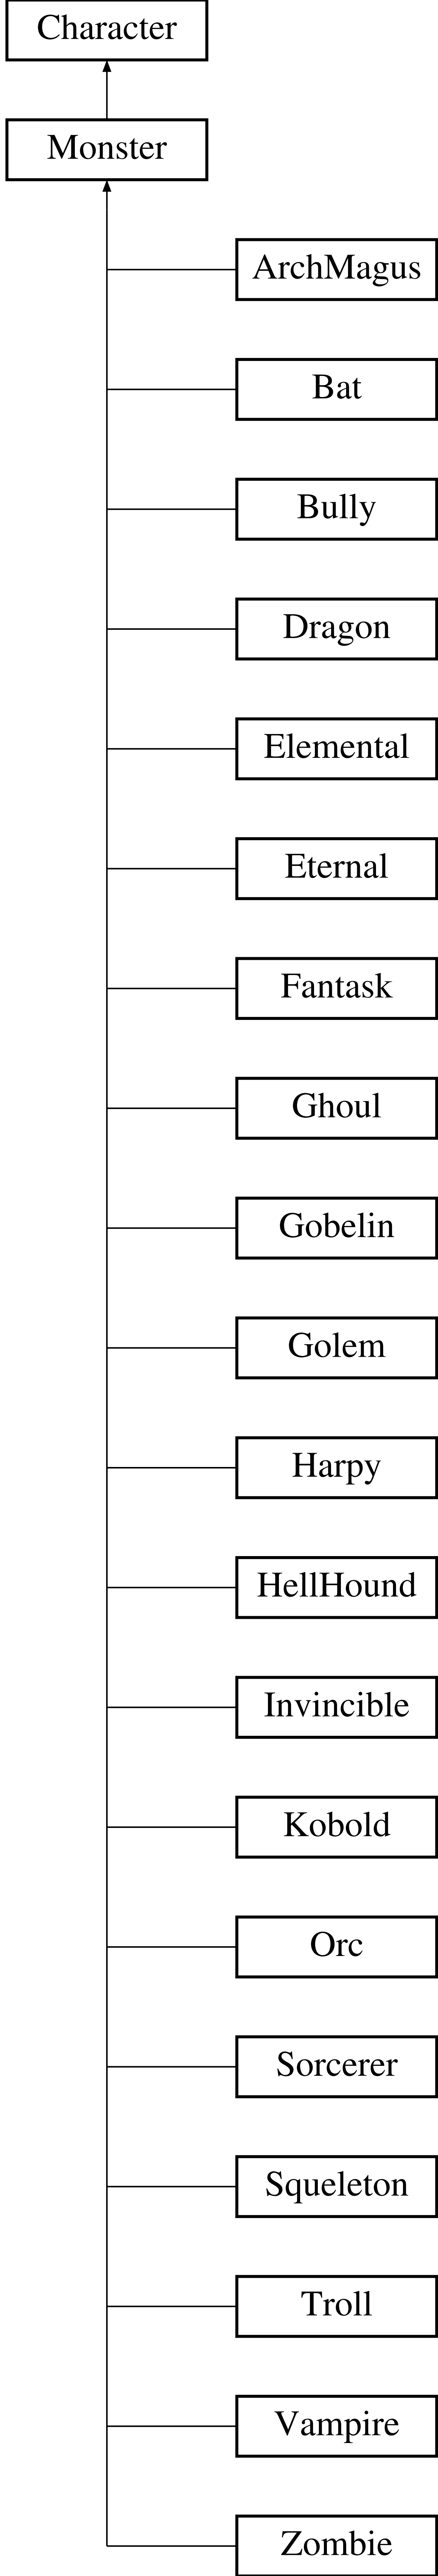 Character
Monster
ArchMagus
Bat
Bully
Dragon
Elemental
Eternal
Fantask
Ghoul
Gobelin
Golem
Harpy
HellHound
Invincible
Kobold
Orc
Sorcerer
Squeleton
Troll
Vampire
Zombie